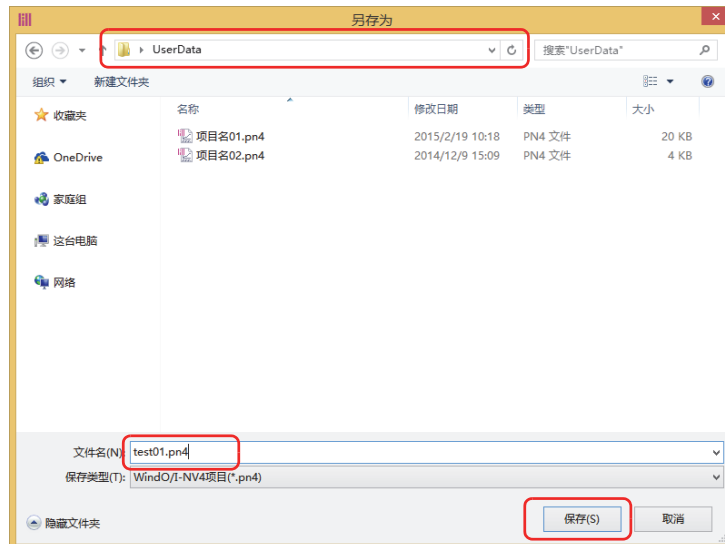 另存为
UserData
搜索"UserData"
组织
新建文件夹
名称 修改日期 类型 大小
项目名01.pn4 2015/2/19 10:18 PN4 文件 20 KB
项目名02.pn4 2014/12/9 15:09 PN4 文件 4 KB
收藏夹
OneDrive
家庭组
这台电脑
网络
文件名(N): test01.pn4
保存类型(T): WindO/I-NV4项目(*.pn4)
隐藏文件夹
保存(S)
取消